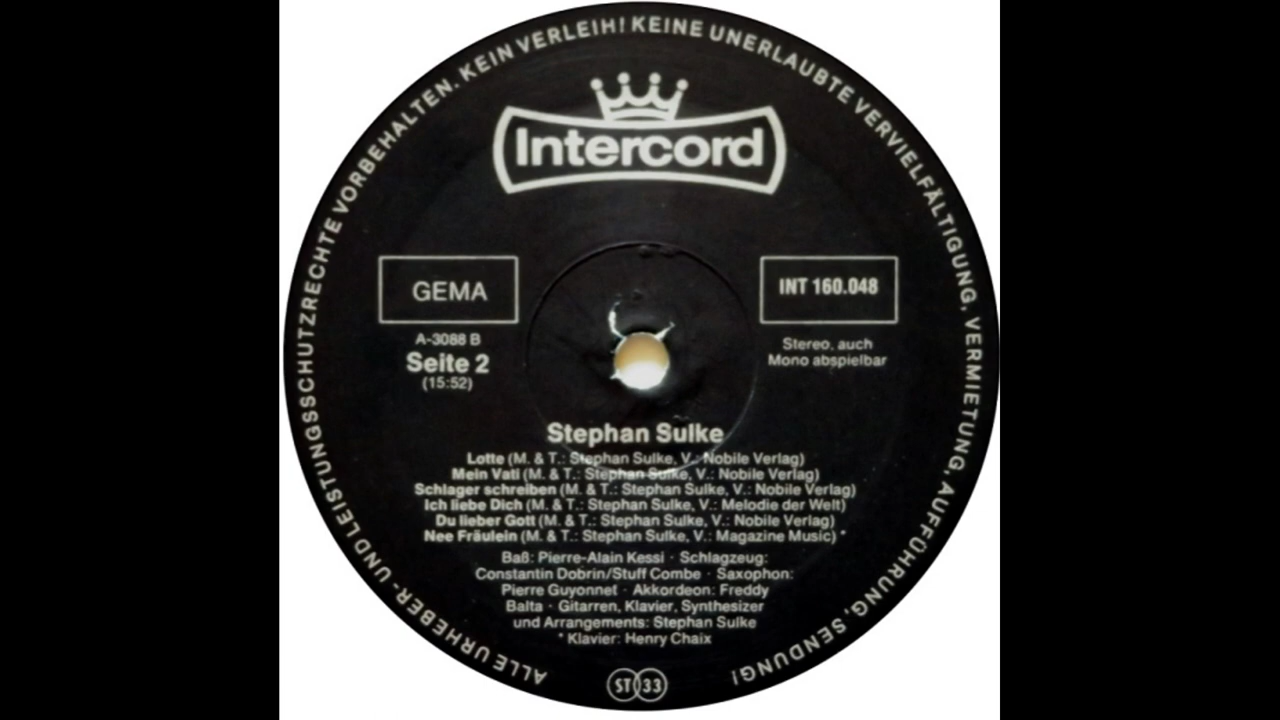 ALLE URHEBER- UND LEISTUNGSSCHUTZRECHTE VORBEHALTEN. KEIN VERLEIH! KEINE UNERLAUBTE VERVIELFÄLTIGUNG, VERMIETUNG, AUFFÜHRUNG, SENDUNG!
Intercord
GEMA
INT 160.048
A-3088 B
Seite 2
(15:52)
Stereo, auch
Mono abspielbar
Stephan Sulke
Lotte (M. & T.: Stephan Sulke, V.: Nobile Verlag)
Mein Vati (M. & T.: Stephan Sulke, V.: Nobile Verlag)
Schlager schreiben (M. & T.: Stephan Sulke, V.: Nobile Verlag)
Ich liebe Dich (M. & T.: Stephan Sulke, V.: Melodie der Welt)
Du lieber Gott (M. & T.: Stephan Sulke, V.: Nobile Verlag)
Nee Fräulein (M. & T.: Stephan Sulke, V.: Magazine Music) *
Baß: Pierre-Alain Kessi · Schlagzeug:
Constantin Dobrin/Stuff Combe · Saxophon:
Pierre Guyonnet · Akkordeon: Freddy
Balta · Gitarren, Klavier, Synthesizer
und Arrangements: Stephan Sulke
* Klavier: Henry Chaix
ST 33